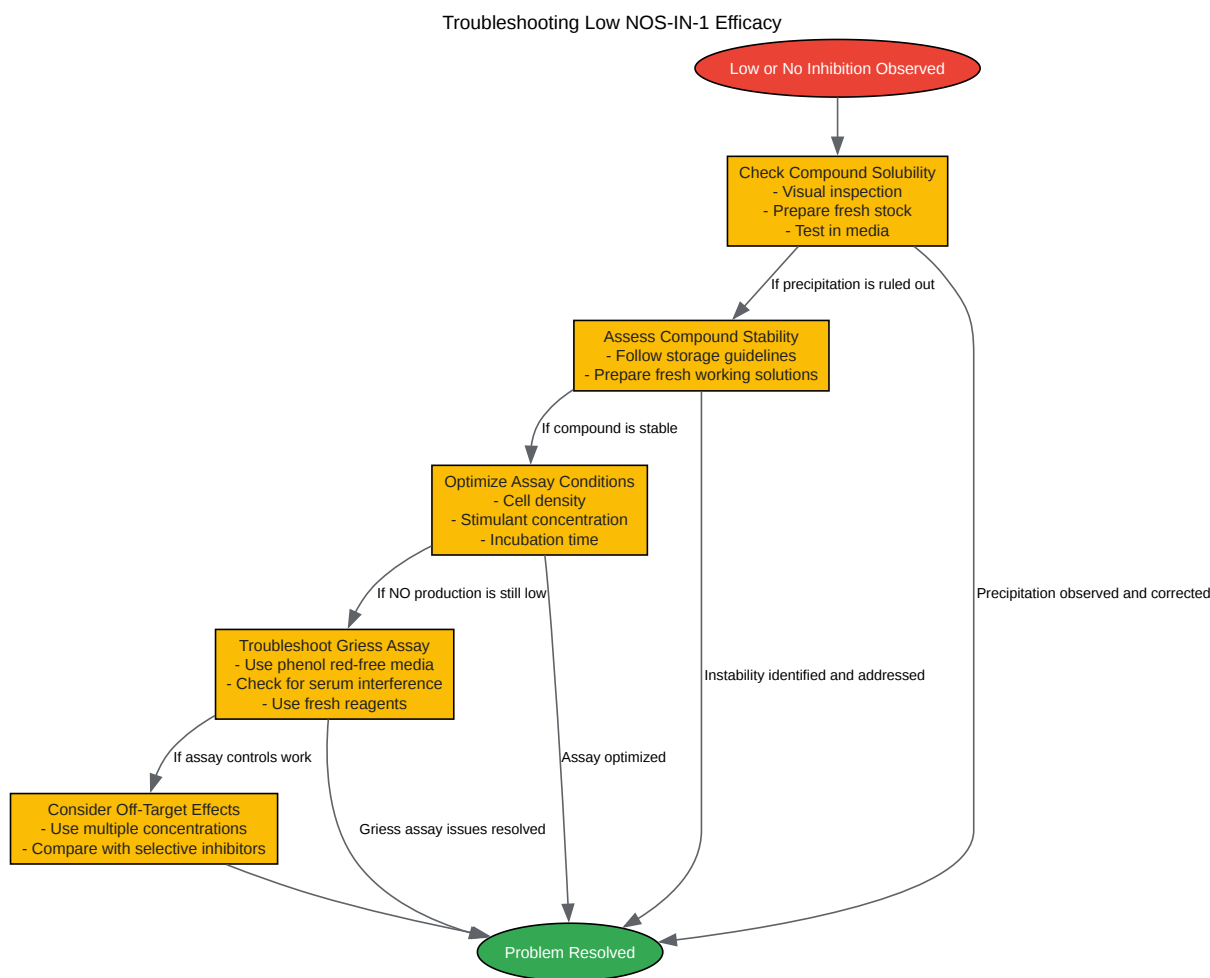 Troubleshooting Low NOS-IN-1 Efficacy
Low or No Inhibition Observed
Check Compound Solubility
- Visual inspection
- Prepare fresh stock
- Test in media
If precipitation is ruled out
Assess Compound Stability
- Follow storage guidelines
- Prepare fresh working solutions
If compound is stable
Optimize Assay Conditions
- Cell density
- Stimulant concentration
- Incubation time
If NO production is still low
Precipitation observed and corrected
Troubleshoot Griess Assay
- Use phenol red-free media
- Check for serum interference
- Use fresh reagents
Instability identified and addressed
If assay controls work
Assay optimized
Consider Off-Target Effects
- Use multiple concentrations
- Compare with selective inhibitors
Griess assay issues resolved
Problem Resolved